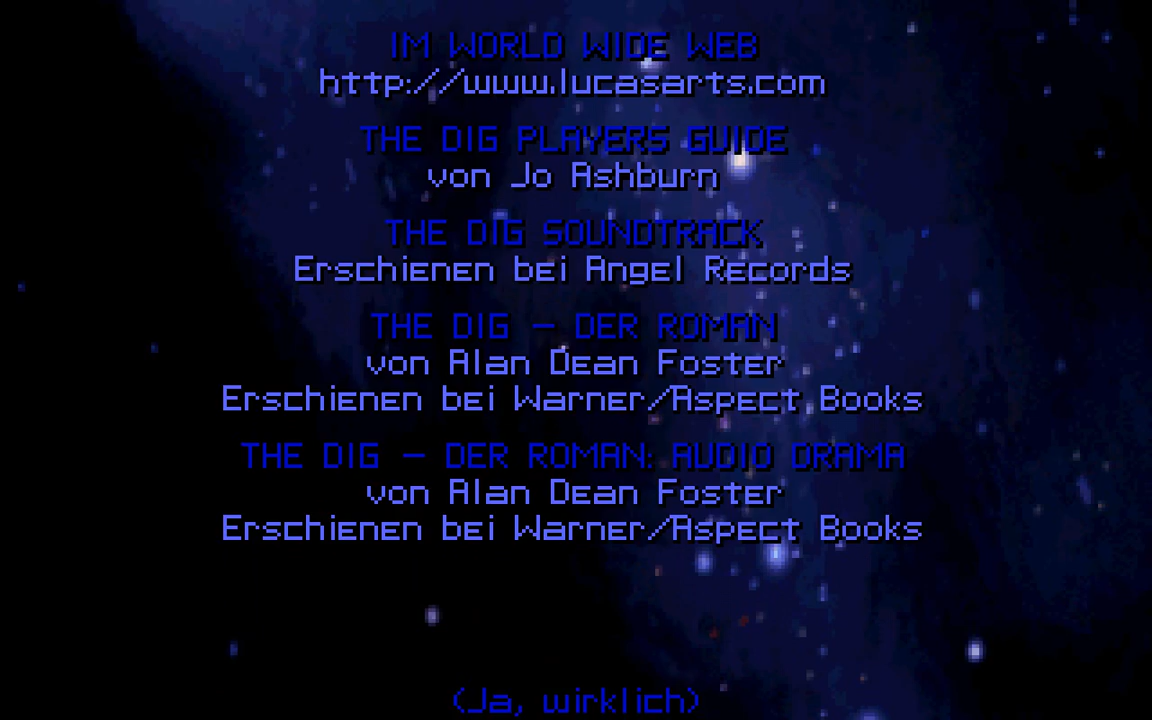 IM WORLD WIDE WEB
http://www.lucasarts.com
THE DIG PLAYERS GUIDE
von Jo Ashburn
THE DIG SOUNDTRACK
Erschienen bei Angel Records
THE DIG – DER ROMAN
von Alan Dean Foster
Erschienen bei Warner/Aspect Books
THE DIG – DER ROMAN: AUDIO DRAMA
von Alan Dean Foster
Erschienen bei Warner/Aspect Books
(Ja, wirklich)